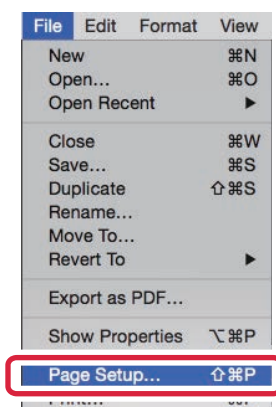 File Edit Format View
New ⌘N
Open... ⌘O
Open Recent ▶
Close ⌘W
Save... ⌘S
Duplicate ⇧⌘S
Rename...
Move To...
Revert To ▶
Export as PDF...
Show Properties ⌥⌘P
Page Setup... ⇧⌘P